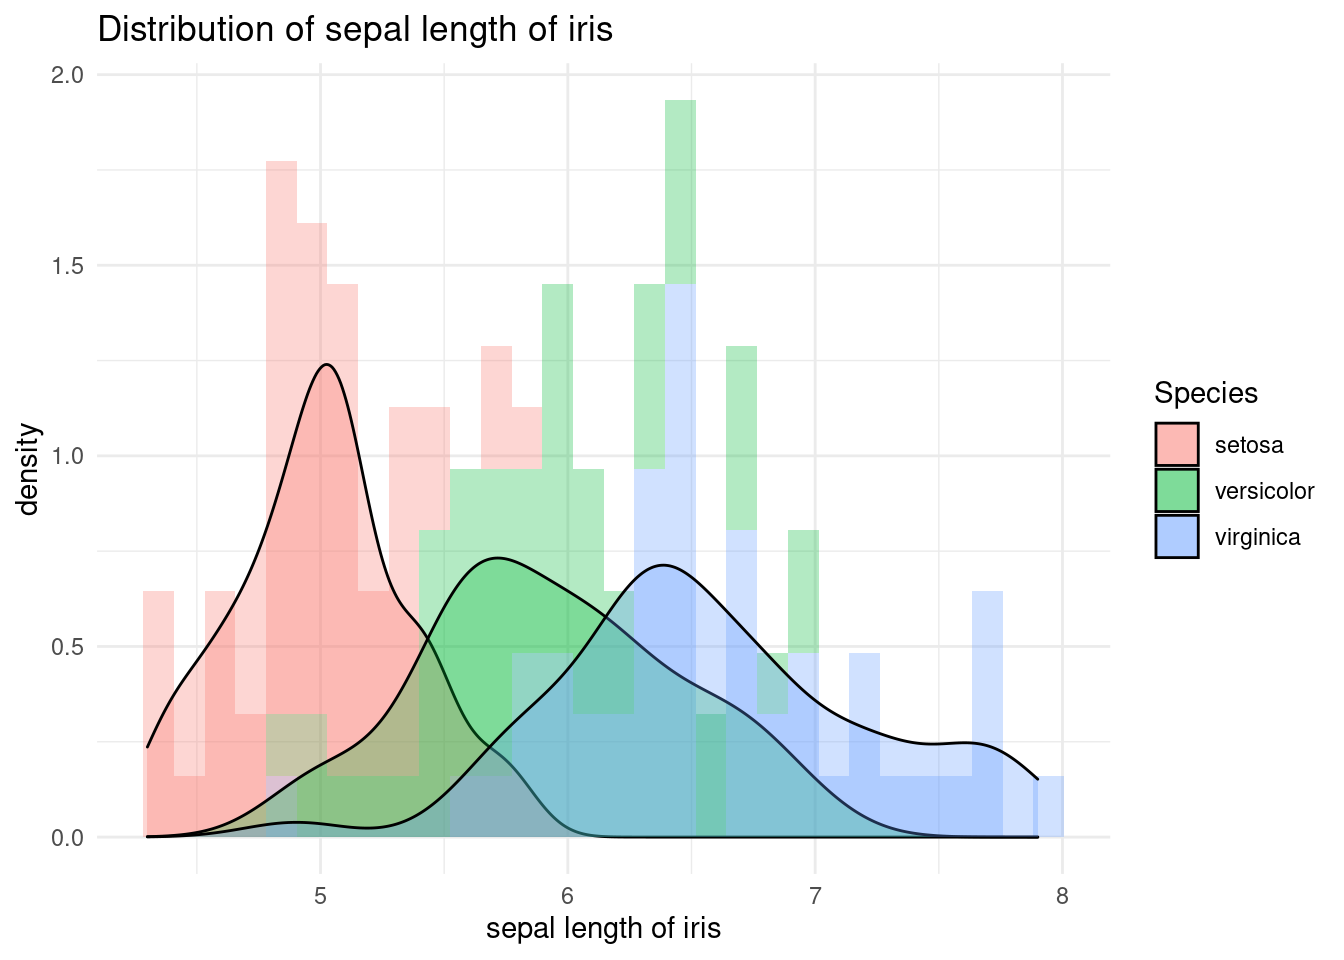 Distribution of sepal length of iris
2.0
1.5
1.0
0.5
0.0
density
5 6 7 8
sepal length of iris
Species
setosa
versicolor
virginica